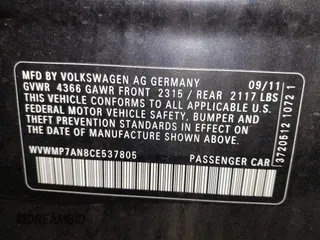 MFD BY VOLKSWAGEN AG GERMANY 09/11
GVWR 4366 GAWR FRONT 2315 / REAR 2117 LBS
THIS VEHICLE CONFORMS TO ALL APPLICABLE FEDERAL
MOTOR VEHICLE SAFETY, BUMPER AND THEFT PREVENTION
STANDARDS IN EFFECT ON THE DATE OF MANUFACTURE
SHOWN ABOVE.
WVWMP7AN8CE537805 PASSENGER CAR
3720512 1072 1